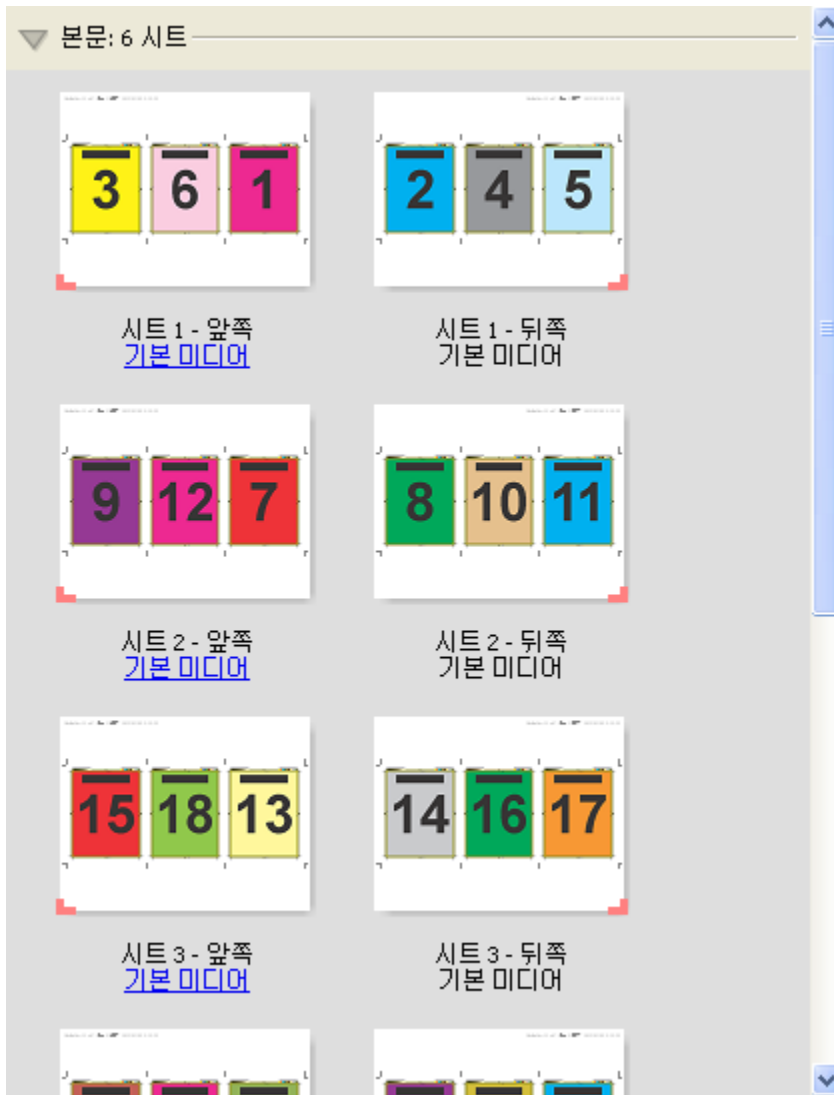 본문: 6 시트
3 6 1
2 4 5
시트 1 - 앞쪽
기본 미디어
시트 1 - 뒤쪽
기본 미디어
9 12 7
8 10 11
시트 2 - 앞쪽
기본 미디어
시트 2 - 뒤쪽
기본 미디어
15 18 13
14 16 17
시트 3 - 앞쪽
기본 미디어
시트 3 - 뒤쪽
기본 미디어